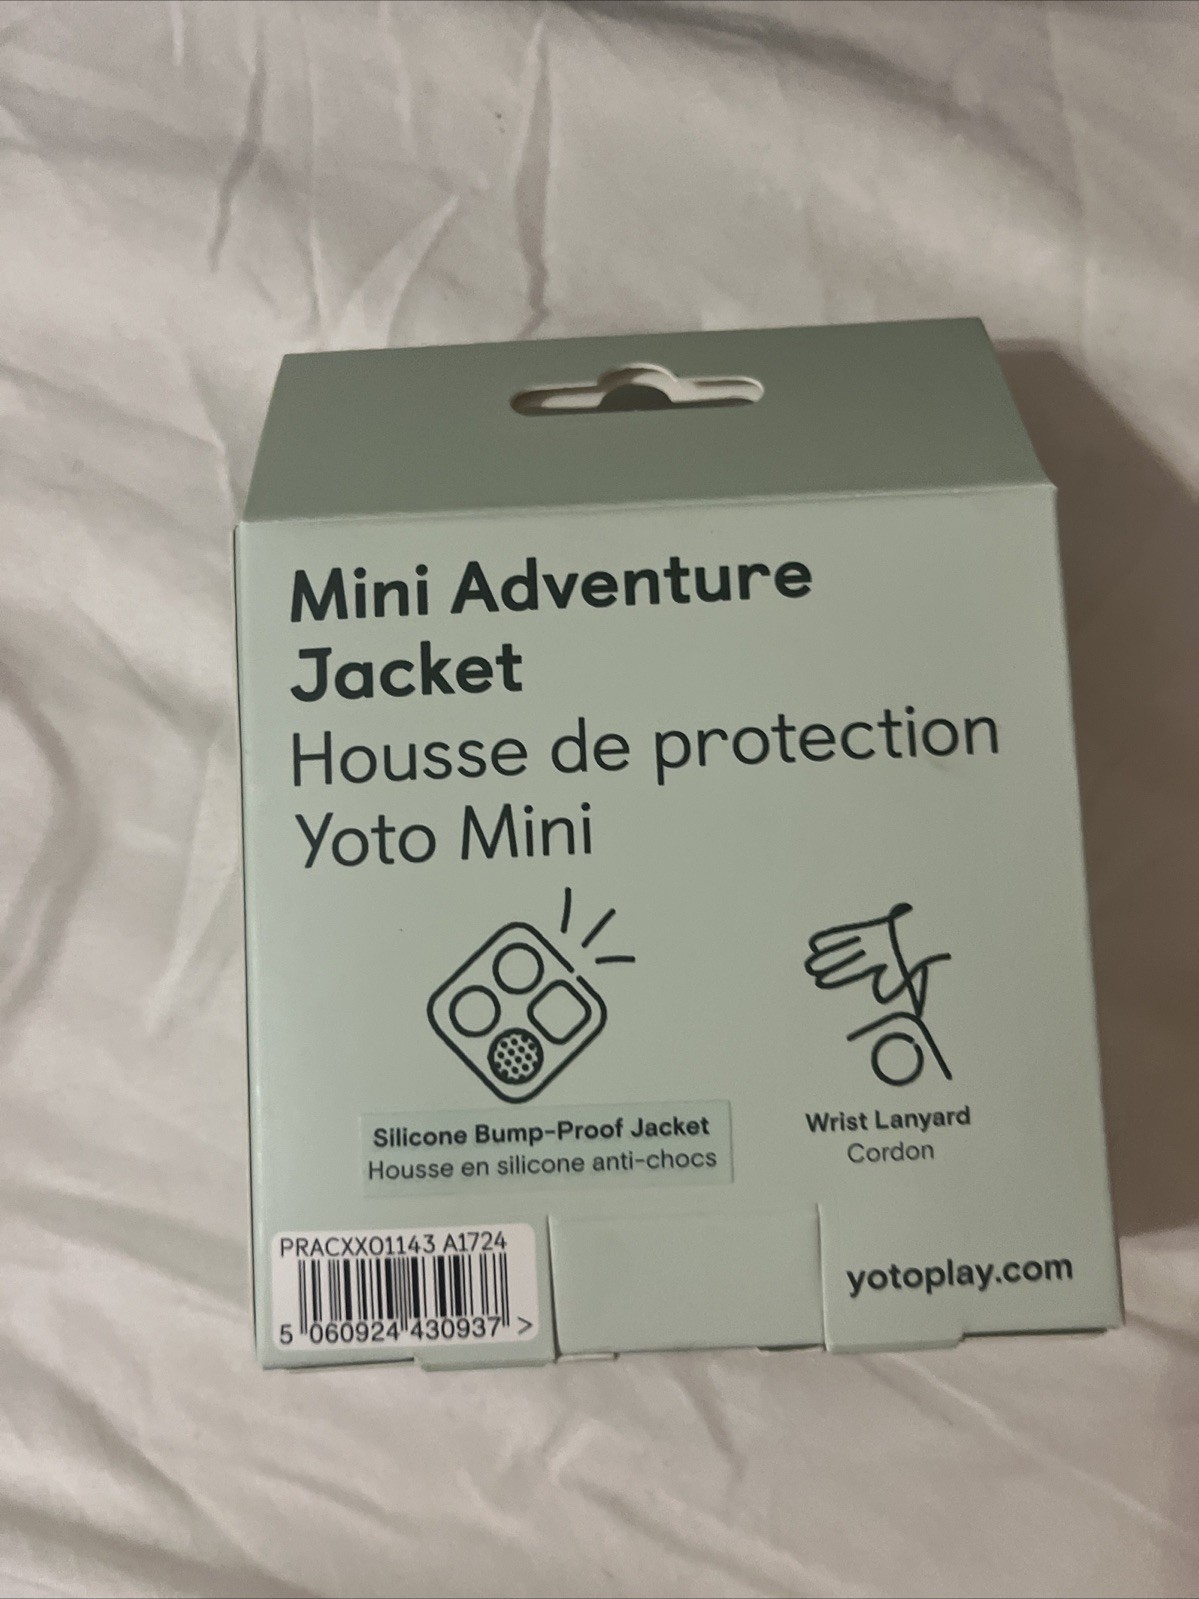 Mini Adventure
Jacket
Housse de protection
Yoto Mini
Silicone Bump-Proof Jacket
Housse en silicone anti-chocs
Wrist Lanyard
Cordon
PRACXX01143 A1724
5 060924 430937 >
yotoplay.com